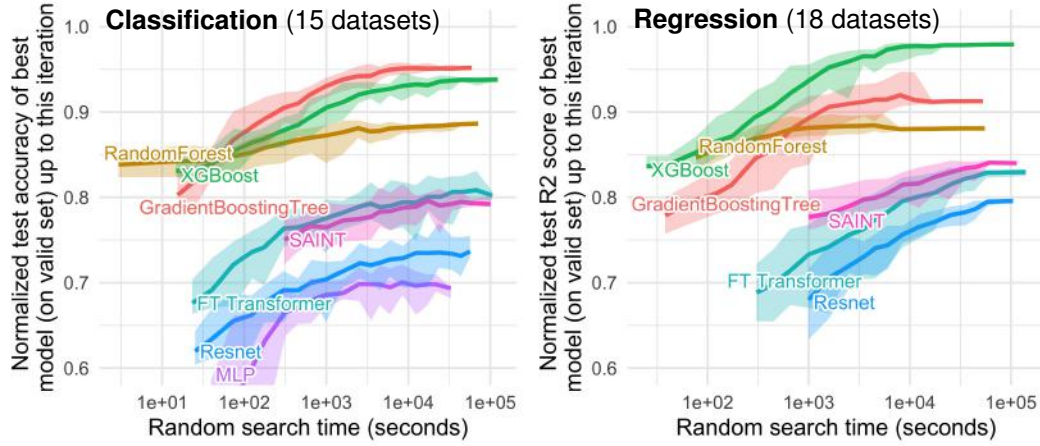 Classification (15 datasets)
Normalized test accuracy of best
model (on valid set) up to this iteration
1.0
0.9
0.8
0.7
0.6
RandomForest
XGBoost
GradientBoostingTree
SAINT
FT Transformer
Resnet
MLP
1e+01 1e+02 1e+03 1e+04 1e+05
Random search time (seconds)
Regression (18 datasets)
Normalized test R2 score of best
model (on valid set) up to this iteration
1.0
0.9
0.8
0.7
0.6
RandomForest
XGBoost
GradientBoostingTree
SAINT
FT Transformer
Resnet
1e+02 1e+03 1e+04 1e+05
Random search time (seconds)